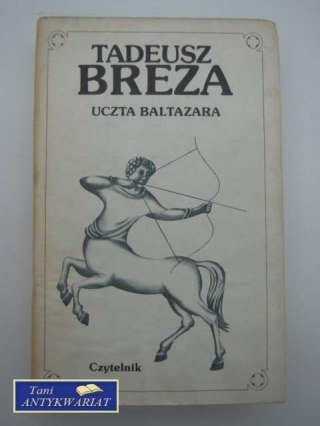 TADEUSZ
BREZA
UCZTA BALTAZARA
Czytelnik
Tani
ANTYKWARIAT